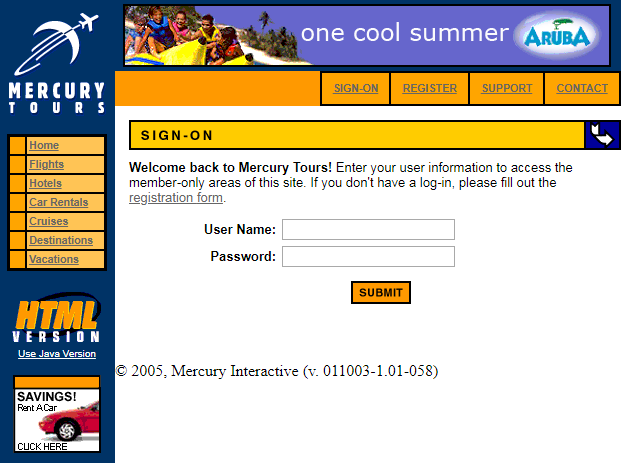 one cool summer ARUBA
MERCURY
TOURS
SIGN-ON REGISTER SUPPORT CONTACT
Home
Flights
Hotels
Car Rentals
Cruises
Destinations
Vacations
HTML
VERSION
Use Java Version
SAVINGS!
Rent A Car
CLICK HERE
SIGN-ON
Welcome back to Mercury Tours! Enter your user information to access the
member-only areas of this site. If you don't have a log-in, please fill out the
registration form.
User Name:
Password:
SUBMIT
© 2005, Mercury Interactive (v. 011003-1.01-058)